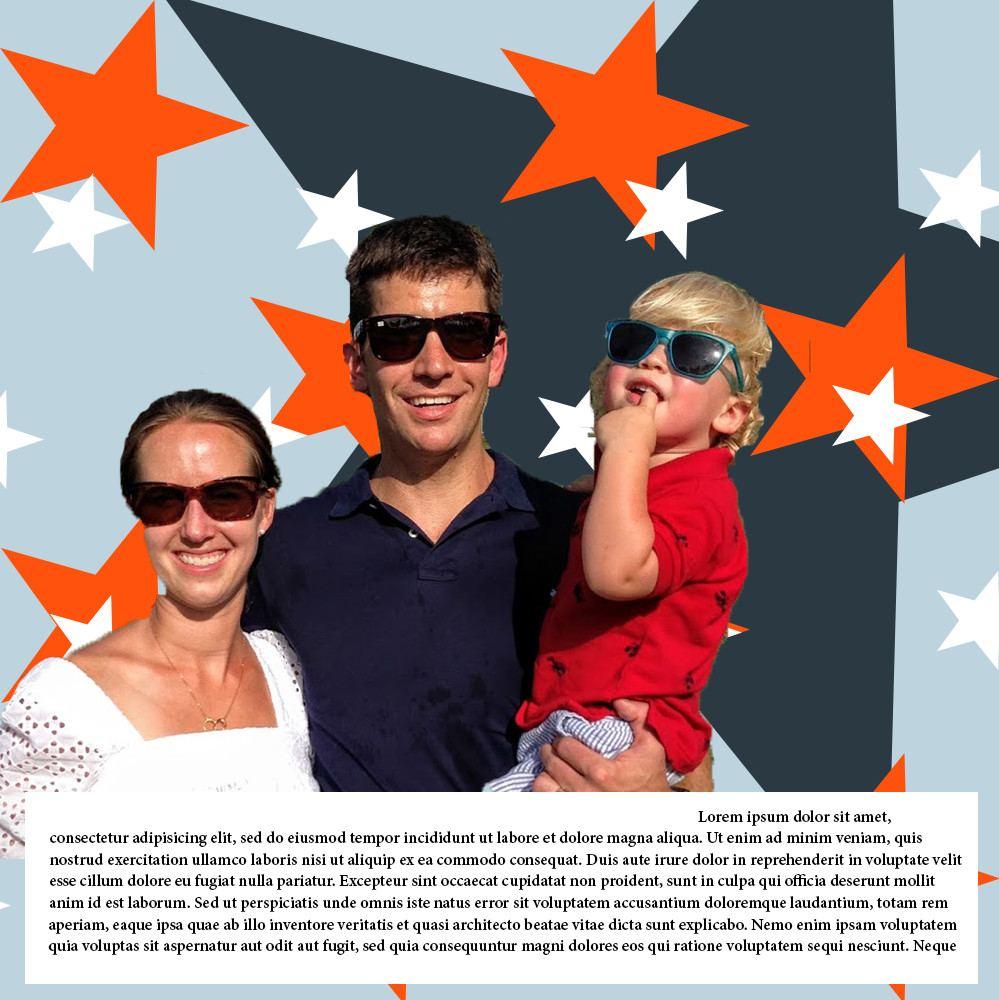 Lorem ipsum dolor sit amet,
consectetur adipisicing elit, sed do eiusmod tempor incididunt ut labore et dolore magna aliqua. Ut enim ad minim veniam, quis
nostrud exercitation ullamco laboris nisi ut aliquip ex ea commodo consequat. Duis aute irure dolor in reprehenderit in voluptate velit
esse cillum dolore eu fugiat nulla pariatur. Excepteur sint occaecat cupidatat non proident, sunt in culpa qui officia deserunt mollit
anim id est laborum. Sed ut perspiciatis unde omnis iste natus error sit voluptatem accusantium doloremque laudantium, totam rem
aperiam, eaque ipsa quae ab illo inventore veritatis et quasi architecto beatae vitae dicta sunt explicabo. Nemo enim ipsam voluptatem
quia voluptas sit aspernatur aut odit aut fugit, sed quia consequuntur magni dolores eos qui ratione voluptatem sequi nesciunt. Neque